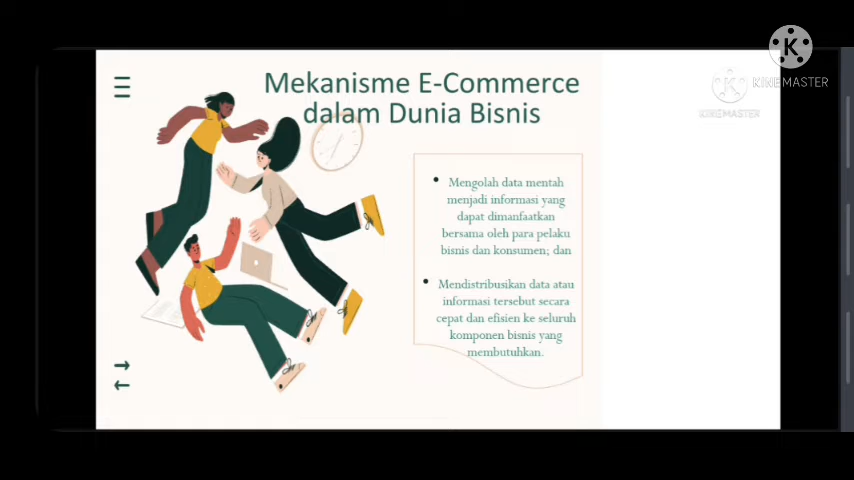 Mekanisme E-Commerce
dalam Dunia Bisnis
K
KINEMASTER
KINEMASTER
• Mengolah data mentah
menjadi informasi yang
dapat dimanfaatkan
bersama oleh para pelaku
bisnis dan konsumen; dan
• Mendistribusikan data atau
informasi tersebut secara
cepat dan efisien ke seluruh
komponen bisnis yang
membutuhkan.